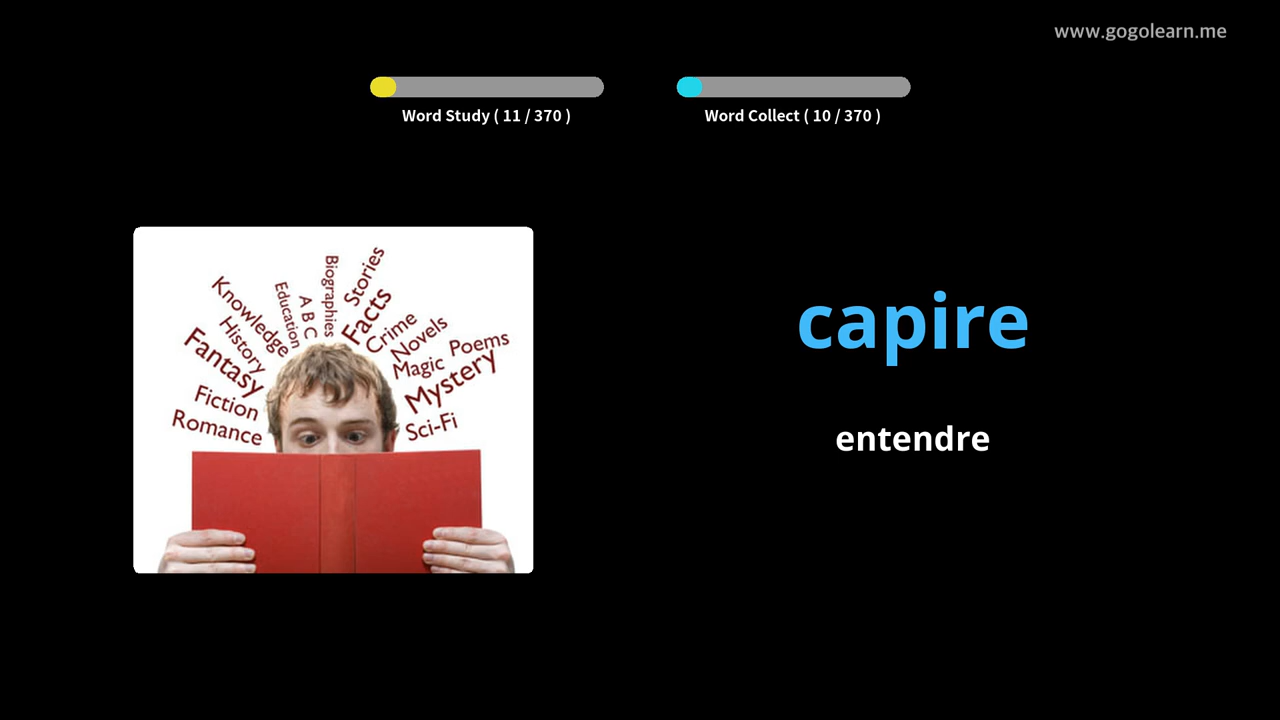 www.gogolearn.me
Word Study ( 11 / 370 )
Word Collect ( 10 / 370 )
Biographies
Stories
Education
A B C
Facts
Knowledge
Crime
History
Novels
Poems
Fantasy
Magic
Mystery
Fiction
Romance
Sci-Fi
capire
entendre